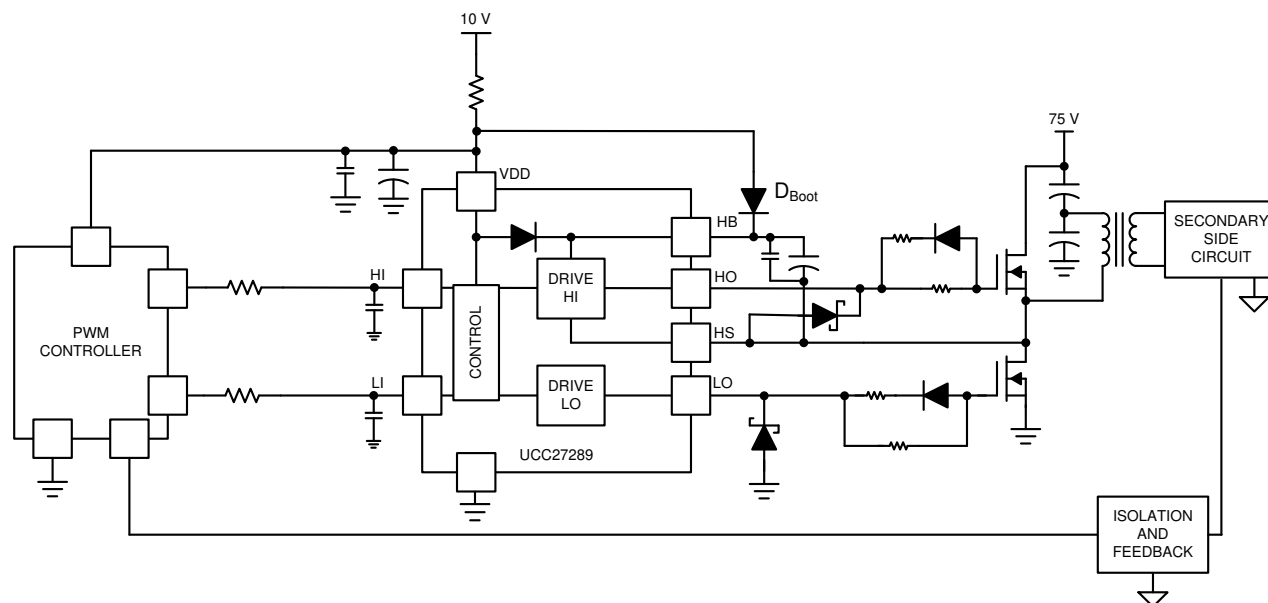 10 V
75 V
VDD
D_Boot
HB
SECONDARY
SIDE
CIRCUIT
HI
DRIVE
HI
HO
PWM
CONTROLLER
CONTROL
HS
LI
DRIVE
LO
LO
UCC27289
ISOLATION
AND
FEEDBACK